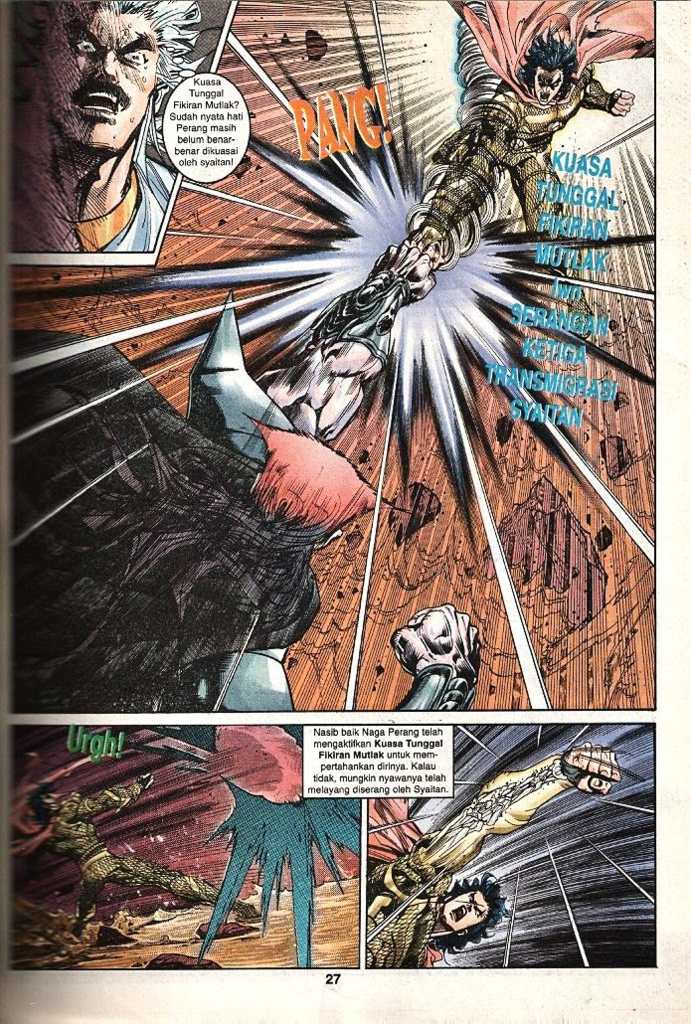 Kuasa
Tunggal
Fikiran Mutlak?
Sudah nyata hati
Perang masih
belum benar-
benar dikuasai
oleh syaitan!
PANG!
KUASA
TUNGGAL
FIKIRAN
MUTLAK
lwn
SERANGAN
KETIGA
TRANSMIGRASI
SYAITAN
Urgh!
Nasib baik Naga Perang telah
mengaktifkan Kuasa Tunggal
Fikiran Mutlak untuk mem-
pertahankan dirinya. Kalau
tidak, mungkin nyawanya telah
melayang diserang oleh Syaitan.
27